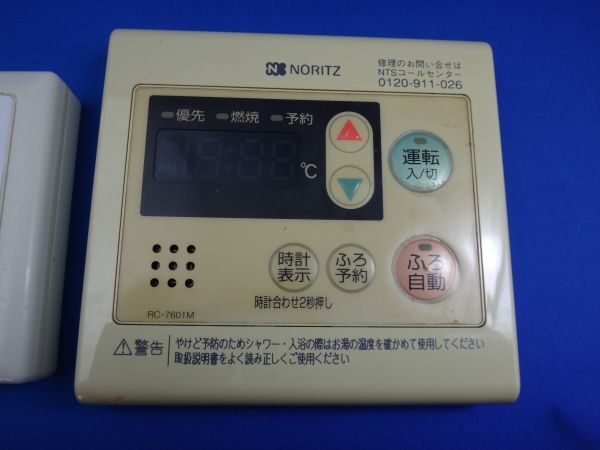 NORITZ
修理のお問い合せは
NTSコールセンター
0120-911-026
優先 燃焼 予約
℃
運転
入/切
時計
表示
ふろ
予約
ふろ
自動
時計合わせ2秒押し
RC-7601M
警告
やけど予防のためシャワー・入浴の際はお湯の温度を確かめて使用してください
取扱説明書をよく読み正しくご使用ください